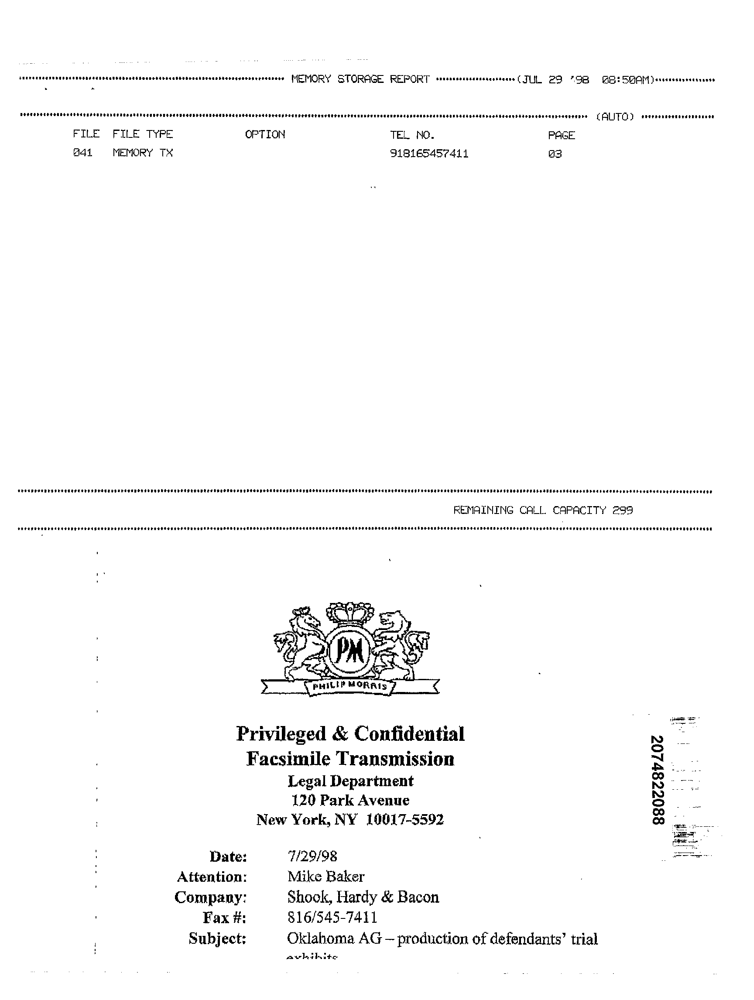 MEMORY STORAGE REPORT (JUL 29 '98 08:50AM)
(AUTO)
FILE FILE TYPE OPTION TEL NO. PAGE
041 MEMORY TX 918165457411 03
REMAINING CALL CAPACITY 299
PM
PHILIP MORRIS
Privileged & Confidential
Facsimile Transmission
Legal Department
120 Park Avenue
New York, NY 10017-5592
2074822088
Date: 7/29/98
Attention: Mike Baker
Company: Shook, Hardy & Bacon
Fax #: 816/545-7411
Subject: Oklahoma AG – production of defendants' trial
exhibits